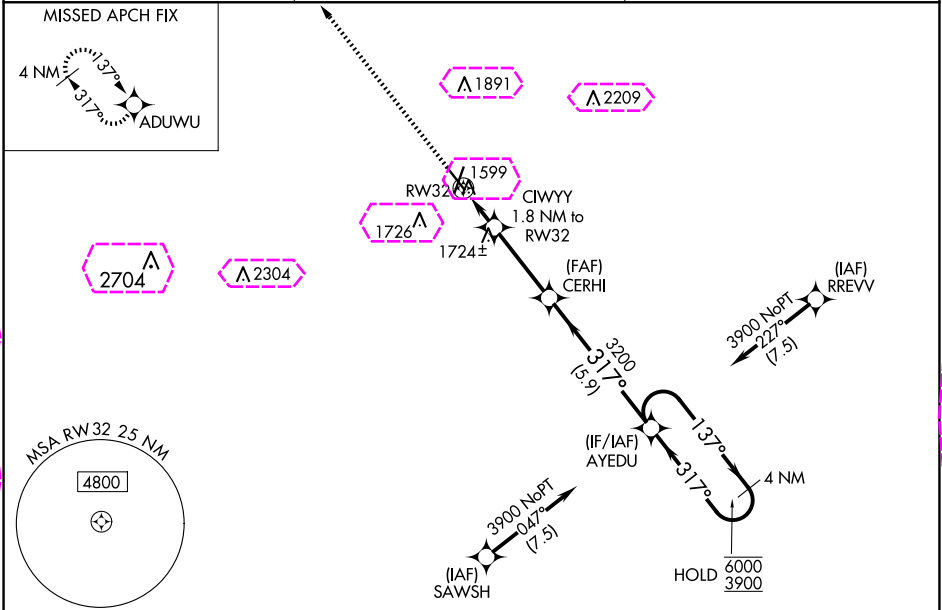 MISSED APCH FIX
4 NM
137°
317°
ADUWU
1891
2209
1599
RW32
CIWYY
1.8 NM to
RW32
1726
1724±
2704
2304
(FAF)
CERHI
(IAF)
RREVV
3900 NoPT
227°
(7.5)
3200
317°
(5.9)
(IF/IAF)
AYEDU
137°
317°
4 NM
MSA RW32 25 NM
4800
3900 NoPT
047°
(7.5)
(IAF)
SAWSH
HOLD
6000
3900